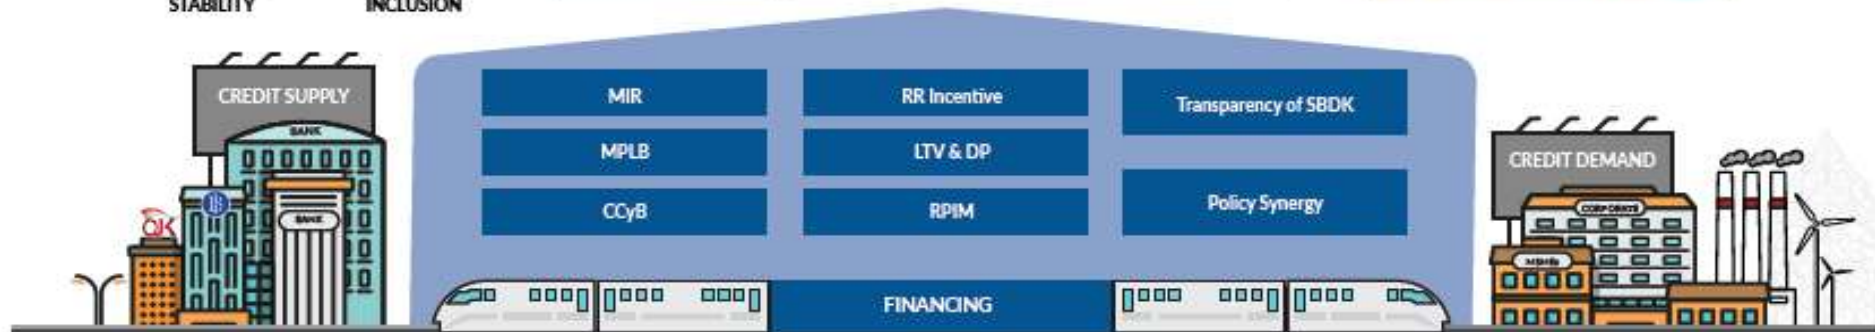 STABILITY INCLUSION
CREDIT SUPPLY
BANK
BANK
MIR
MPLB
CCyB
RR Incentive
LTV & DP
RPIM
Transparency of SBDK
Policy Synergy
FINANCING
CREDIT DEMAND
CORPORATE
MSMEs